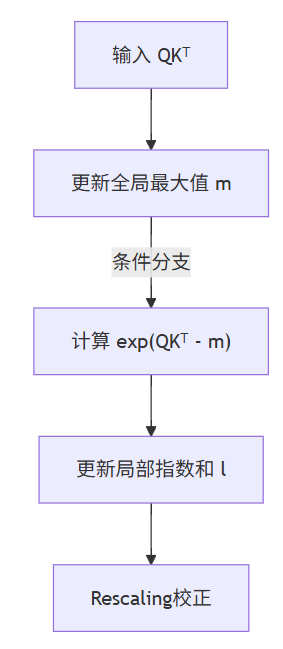 输入 QKᵀ
更新全局最大值 m
条件分支
计算 exp(QKᵀ - m)
更新局部指数和 l
Rescaling校正